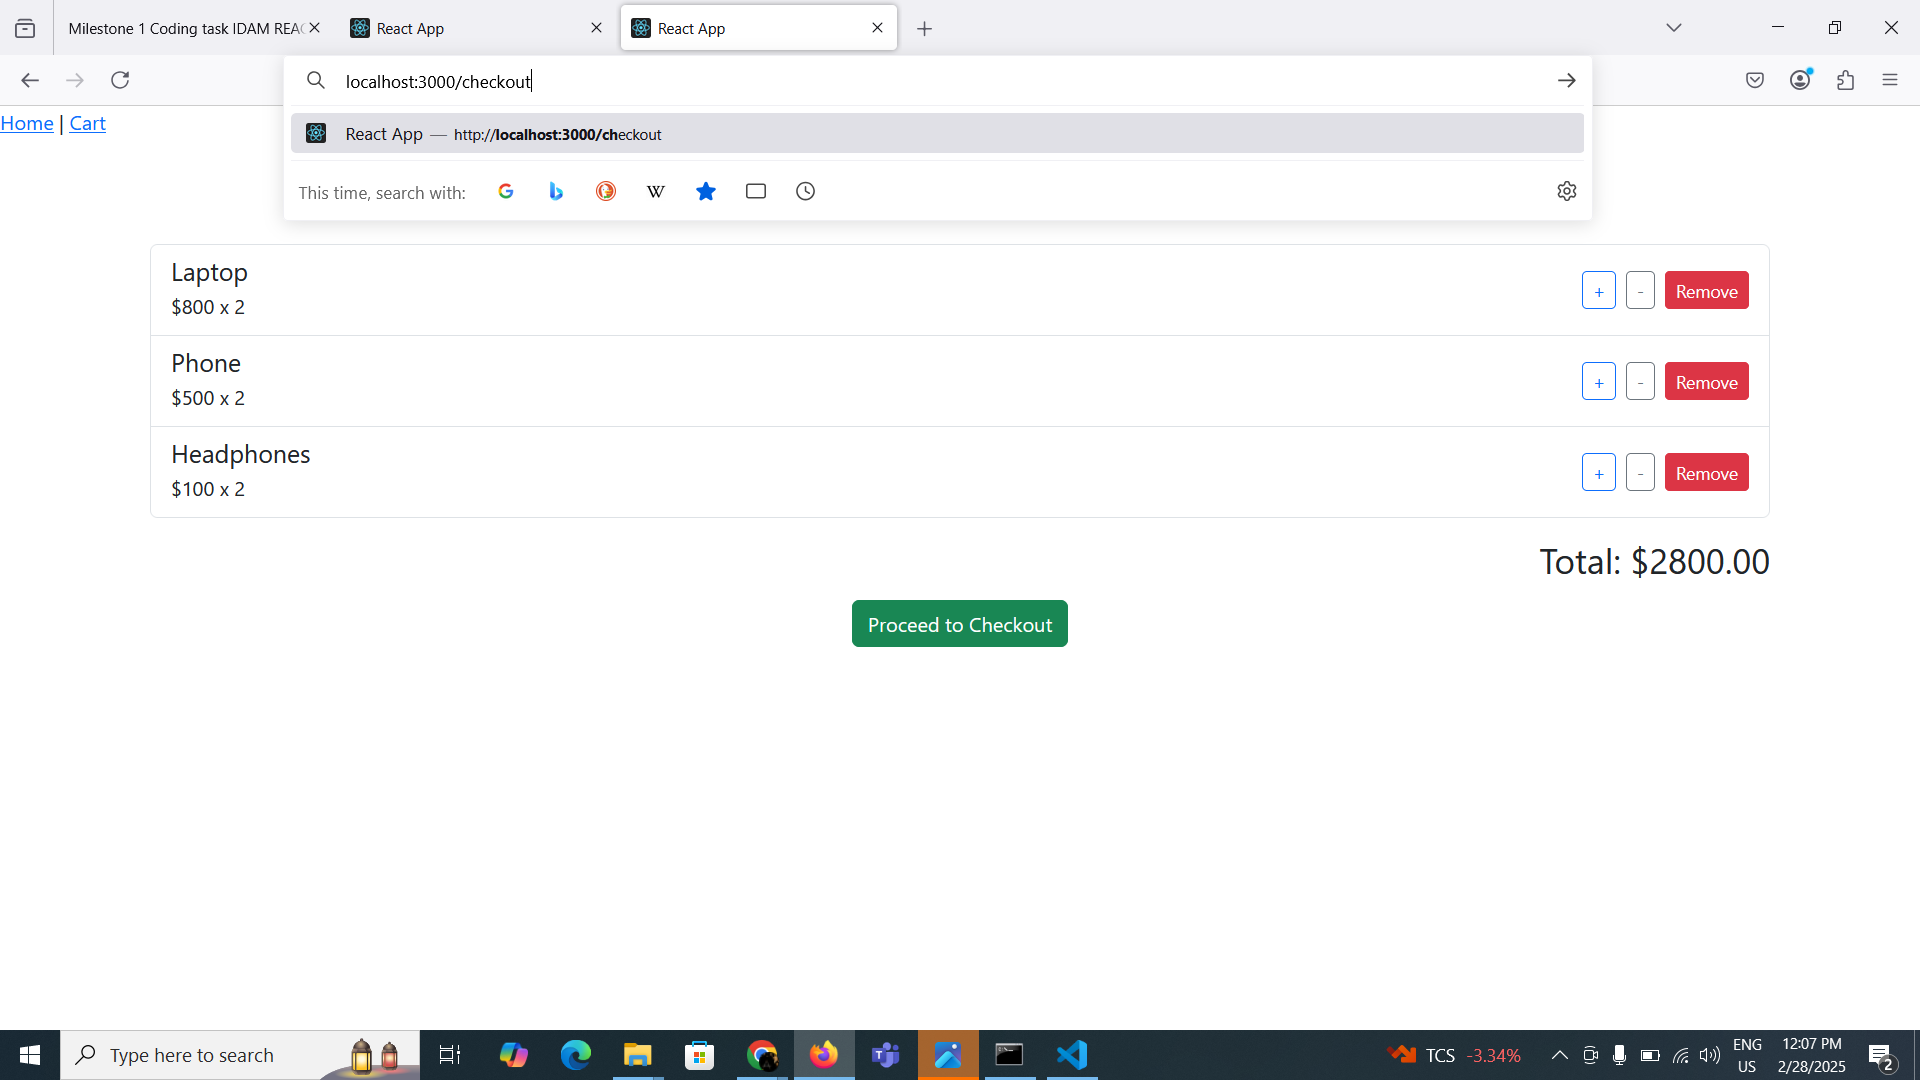 Milestone 1 Coding task IDAM REAC
React App
React App
localhost:3000/checkout
React App — http://localhost:3000/checkout
This time, search with:
Home | Cart
Laptop
$800 x 2
+ - Remove
Phone
$500 x 2
+ - Remove
Headphones
$100 x 2
+ - Remove
Total: $2800.00
Proceed to Checkout
Type here to search
TCS -3.34%
ENG
US
12:07 PM
2/28/2025
2